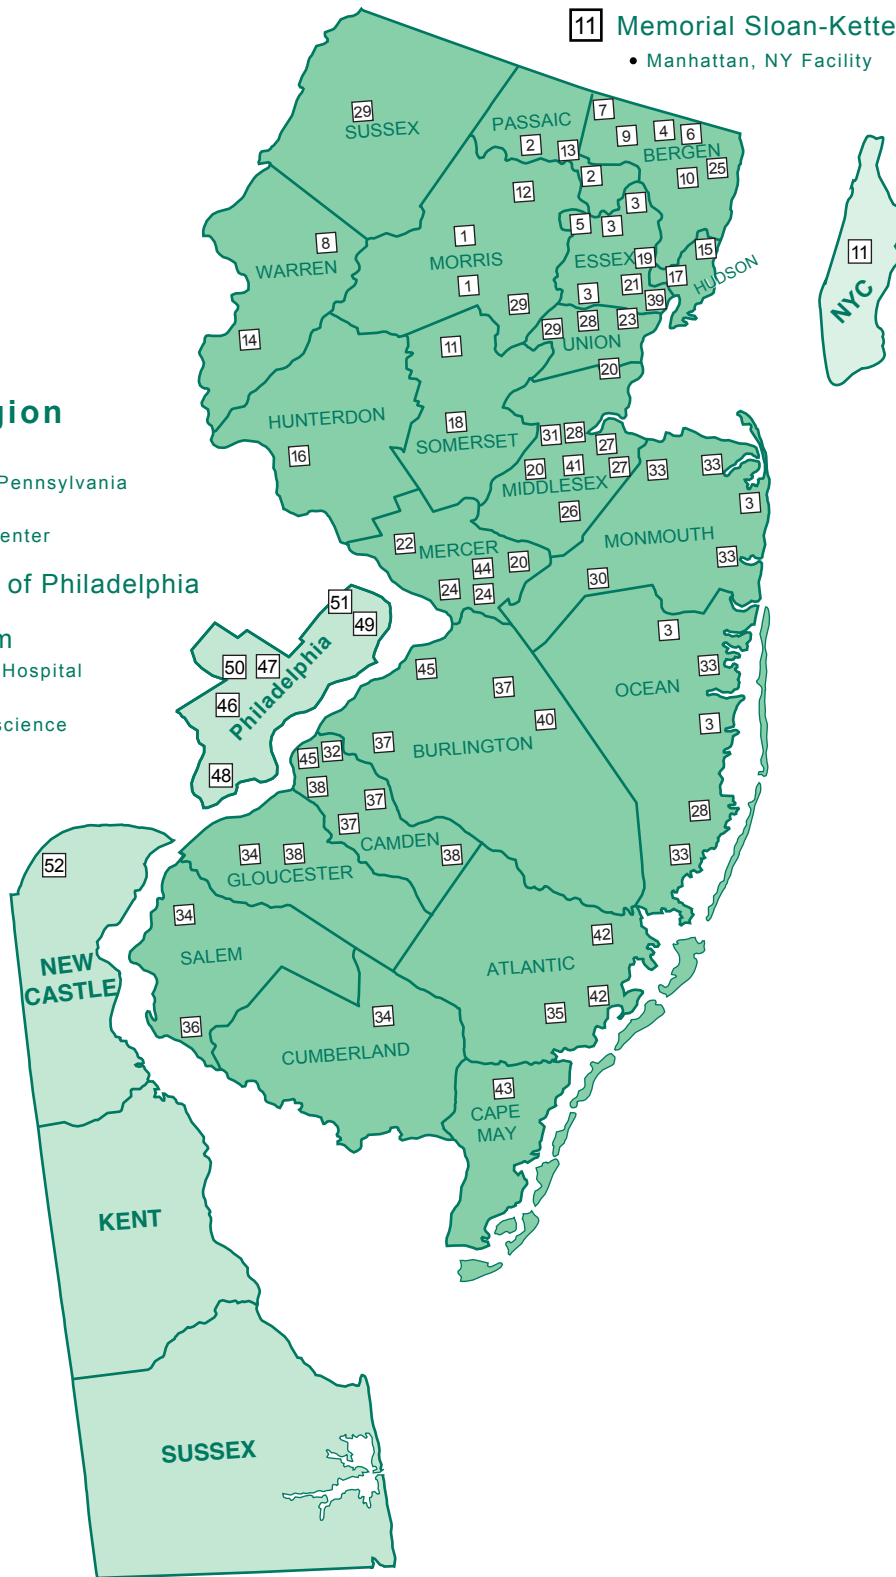 11 Memorial Sloan-Kette
• Manhattan, NY Facility
7
29
SUSSEX
PASSAIC
9
4
6
2
13
BERGEN
25
2
10
12
3
5
3
8
1
15
11
WARREN
MORRIS
ESSEX
19
17
HUDSON
1
3
21
39
NYC
29
29
28
23
14
11
UNION
20
gion
HUNTERDON
18
SOMERSET
31
28
27
16
20
41
27
33
33
Pennsylvania
MIDDLESEX
3
26
enter
22
MERCER
MONMOUTH
44
20
33
of Philadelphia
24
24
30
51
49
3
m
Hospital
50
47
45
33
Philadelphia
37
OCEAN
46
40
3
science
45
32
37
BURLINGTON
48
38
37
28
37
CAMDEN
52
34
38
38
33
GLOUCESTER
34
42
SALEM
NEW
CASTLE
ATLANTIC
42
36
34
35
CUMBERLAND
43
CAPE
MAY
KENT
SUSSEX